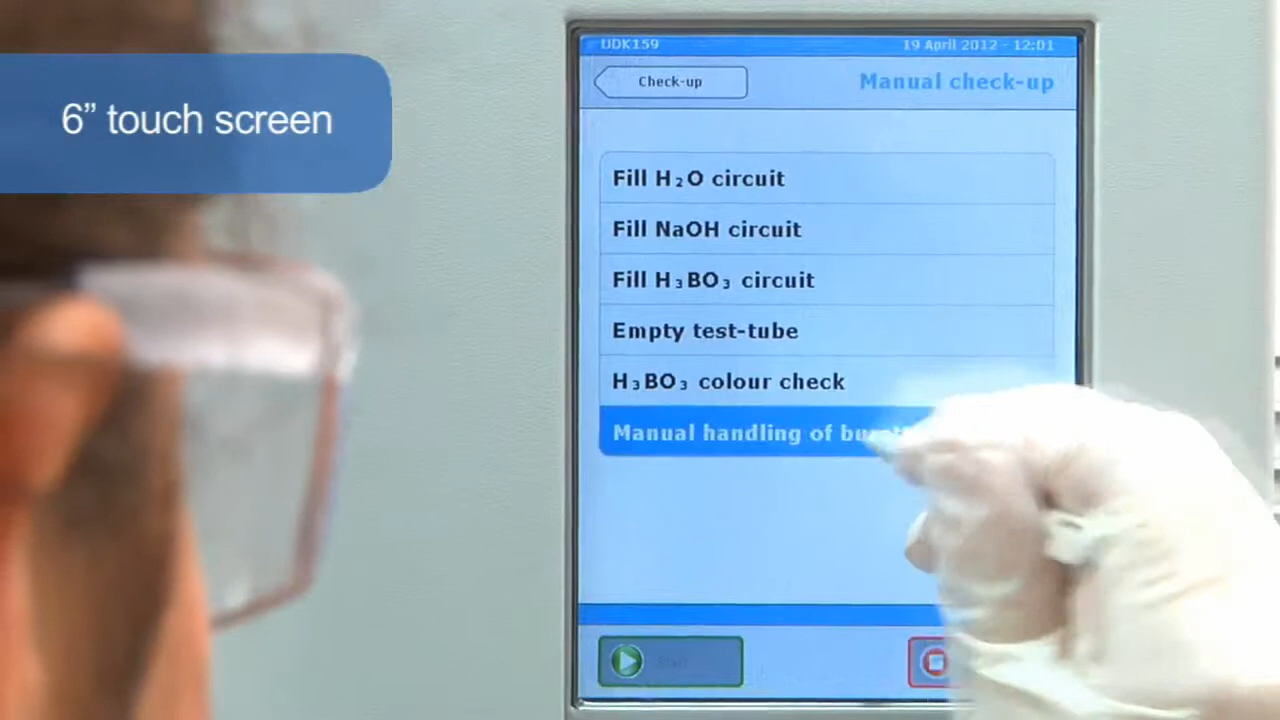 6” touch screen
UDK159
19 April 2012 - 12:01
Check-up
Manual check-up
Fill H₂O circuit
Fill NaOH circuit
Fill H₃BO₃ circuit
Empty test-tube
H₃BO₃ colour check
Manual handling of
Start